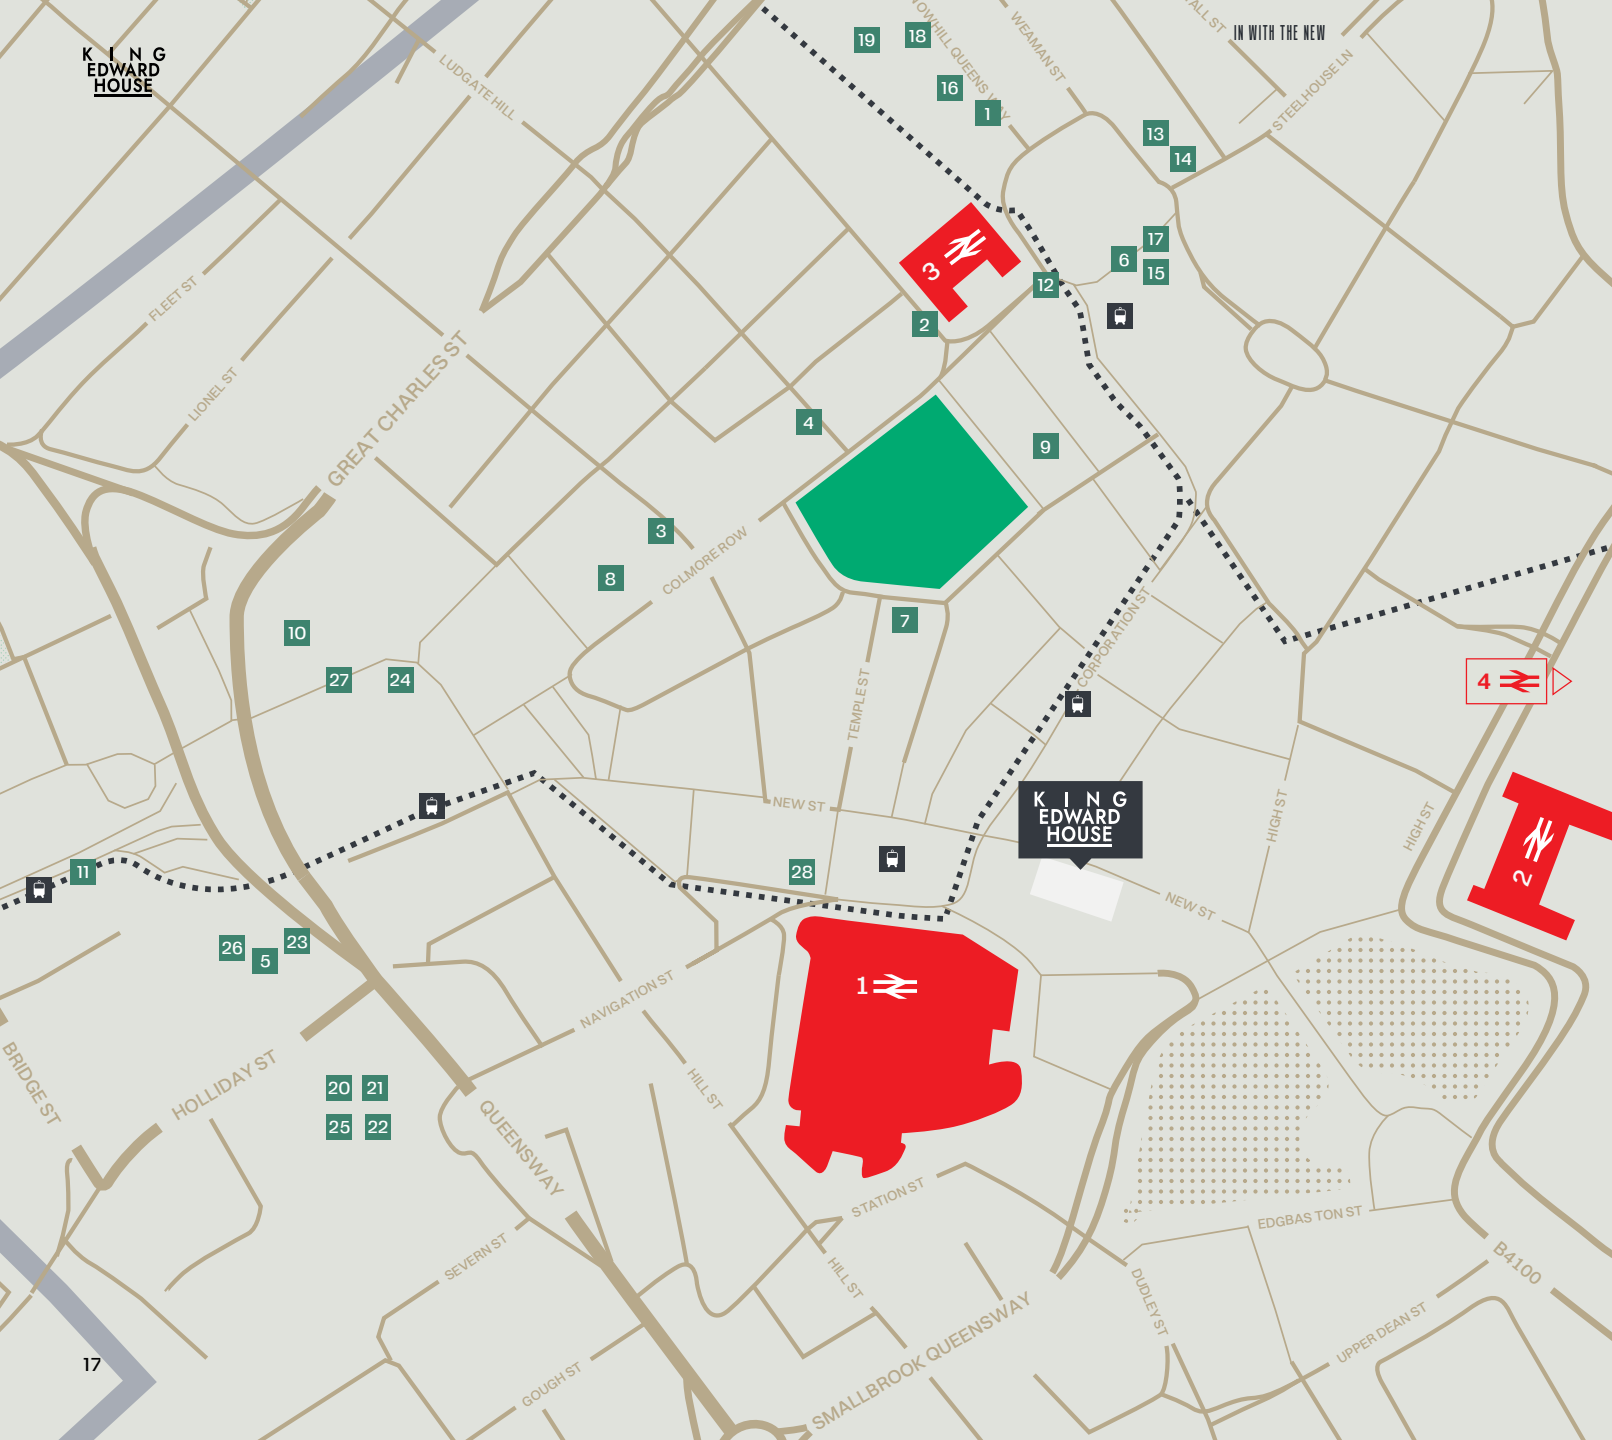 K I N G
EDWARD
HOUSE
IN WITH THE NEW
19
18
16
1
13
14
17
6
15
12
2
4
9
3
8
7
10
27
24
11
28
26
5
23
20
21
25
22
3
4
2
1
LUDGATE HILL
QUEENS WAY
WEAMAN ST
STEELHOUSE LN
FLEET ST
LIONEL ST
GREAT CHARLES ST
COLMORE ROW
TEMPLE ST
CORPORATION ST
NEW ST
K I N G
EDWARD
HOUSE
HIGH ST
HIGH ST
NEW ST
NAVIGATION ST
HILL ST
BRIDGE ST
HOLLIDAY ST
QUEENSWAY
STATION ST
SEVERN ST
HILL ST
EDGBAS TON ST
B4100
DUDLEY ST
UPPER DEAN ST
SMALLBROOK QUEENSWAY
GOUGH ST
17